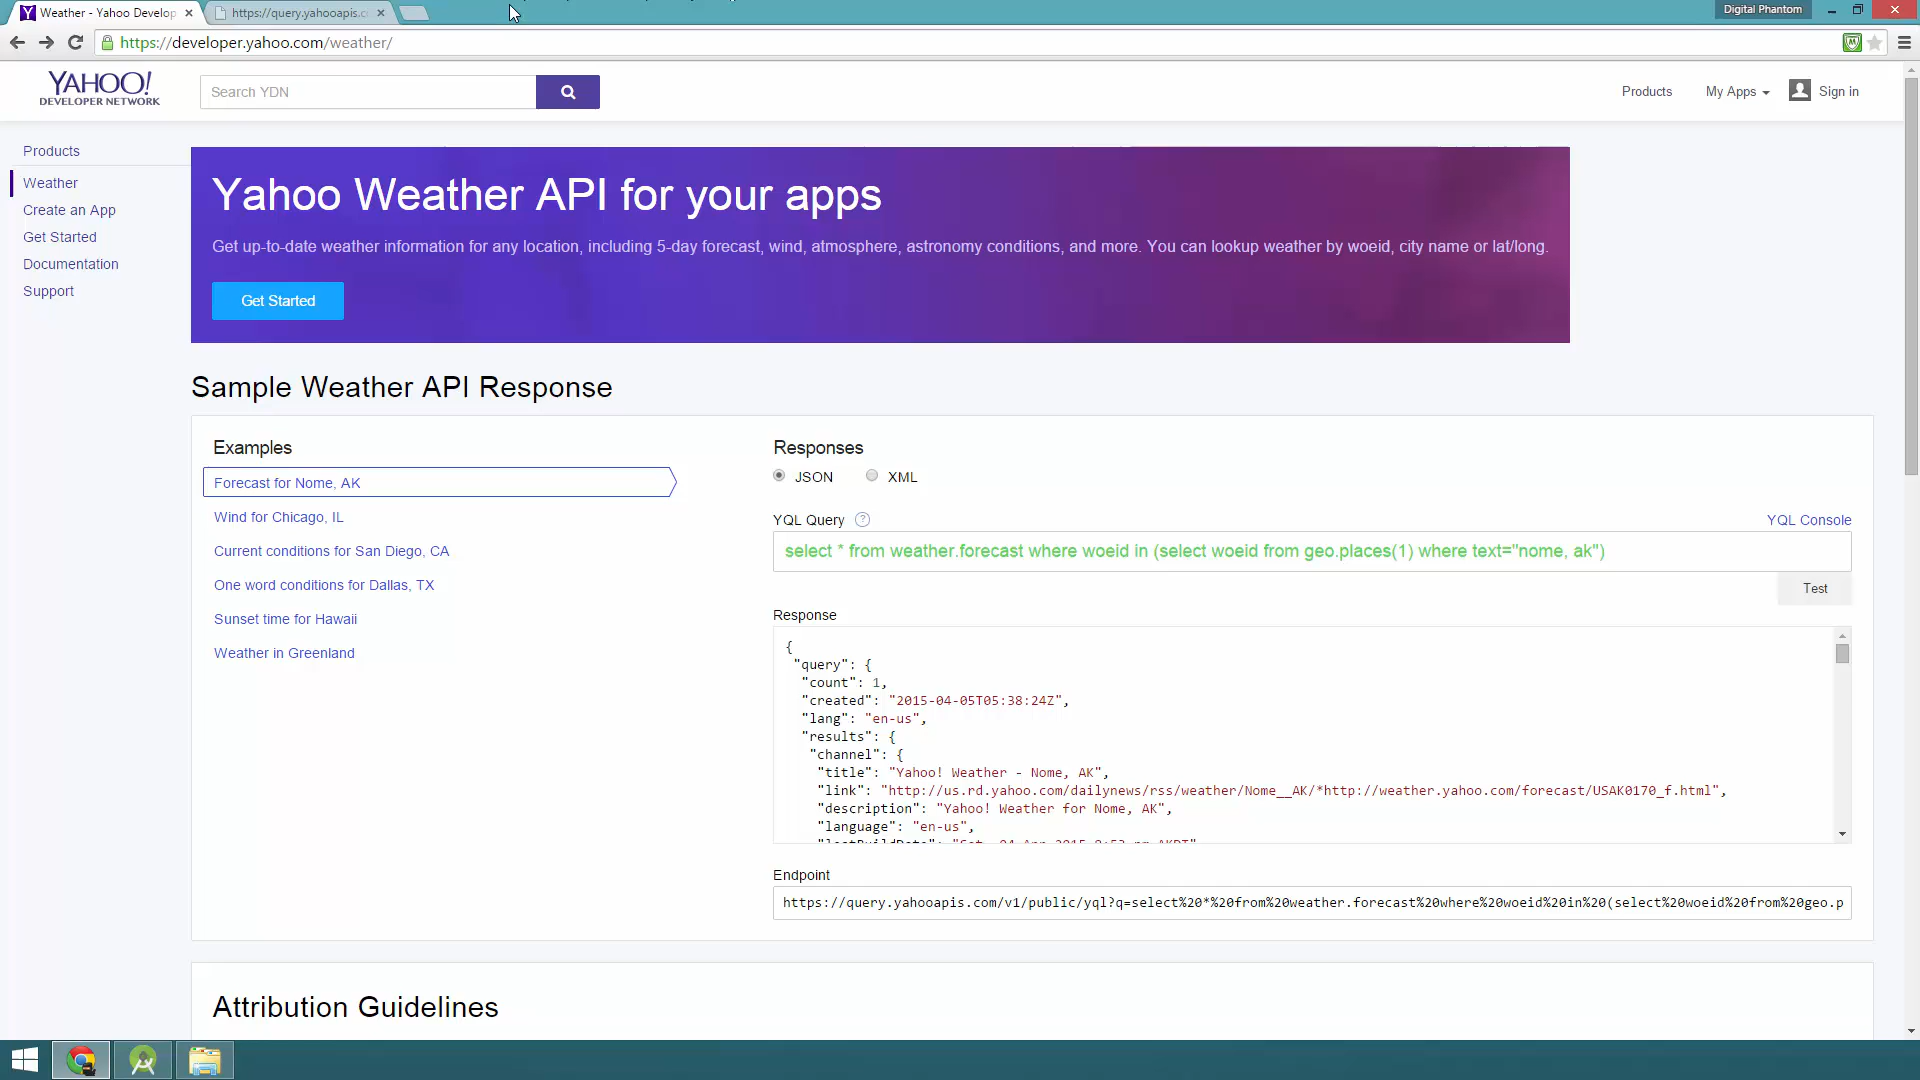 Weather - Yahoo Develop
https://query.yahooapis.c
Digital Phantom
https://developer.yahoo.com/weather/
YAHOO!
DEVELOPER NETWORK
Search YDN
Products
My Apps
Sign in
Products
Weather
Create an App
Get Started
Documentation
Support
Yahoo Weather API for your apps
Get up-to-date weather information for any location, including 5-day forecast, wind, atmosphere, astronomy conditions, and more. You can lookup weather by woeid, city name or lat/long.
Get Started
Sample Weather API Response
Examples
Forecast for Nome, AK
Wind for Chicago, IL
Current conditions for San Diego, CA
One word conditions for Dallas, TX
Sunset time for Hawaii
Weather in Greenland
Responses
JSON
XML
YQL Query ?
YQL Console
select * from weather.forecast where woeid in (select woeid from geo.places(1) where text="nome, ak")
Test
Response
{
"query": {
"count": 1,
"created": "2015-04-05T05:38:24Z",
"lang": "en-us",
"results": {
"channel": {
"title": "Yahoo! Weather - Nome, AK",
"link": "http://us.rd.yahoo.com/dailynews/rss/weather/Nome__AK/*http://weather.yahoo.com/forecast/USAK0170_f.html",
"description": "Yahoo! Weather for Nome, AK",
"language": "en-us",
Endpoint
https://query.yahooapis.com/v1/public/yql?q=select%20*%20from%20weather.forecast%20where%20woeid%20in%20(select%20woeid%20from%20geo.p
Attribution Guidelines